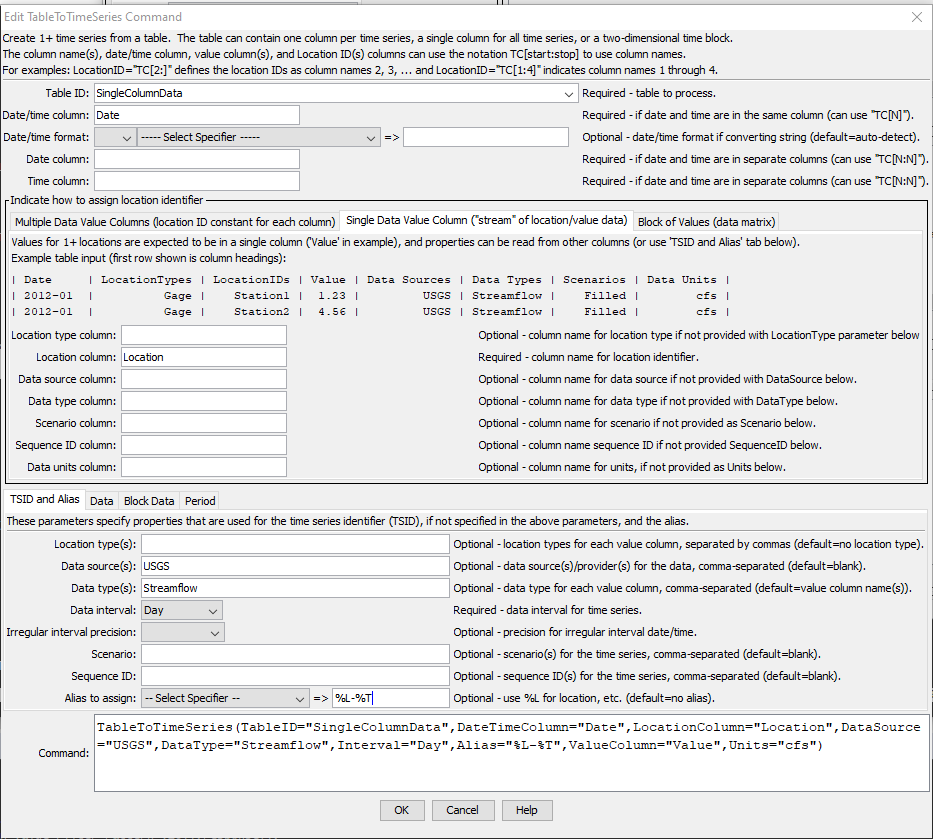 Edit TableToTimeSeries Command
Create 1+ time series from a table. The table can contain one column per time series, a single column for all time series, or a two-dimensional time block.
The column name(s), date/time column, value column(s), and Location ID(s) columns can use the notation TC[start:stop] to use column names.
For examples: LocationID="TC[2:]" defines the location IDs as column names 2, 3, ... and LocationID="TC[1:4]" indicates column names 1 through 4.
Table ID: SingleColumnData Required - table to process.
Date/time column: Date Required - if date and time are in the same column (can use "TC[N]").
Date/time format: ----- Select Specifier ----- => Optional - date/time format if converting string (default=auto-detect).
Date column: Required - if date and time are in separate columns (can use "TC[N:N]").
Time column: Required - if date and time are in separate columns (can use "TC[N:N]").
Indicate how to assign location identifier
Multiple Data Value Columns (location ID constant for each column) Single Data Value Column ("stream" of location/value data) Block of Values (data matrix)
Values for 1+ locations are expected to be in a single column ('Value' in example), and properties can be read from other columns (or use 'TSID and Alias' tab below).
Example table input (first row shown is column headings):
| Date | LocationTypes | LocationIDs | Value | Data Sources | Data Types | Scenarios | Data Units |
| 2012-01 | Gage | Station1 | 1.23 | USGS | Streamflow | Filled | cfs |
| 2012-01 | Gage | Station2 | 4.56 | USGS | Streamflow | Filled | cfs |
Location type column: Optional - column name for location type if not provided with LocationType parameter below
Location column: Location Required - column name for location identifier.
Data source column: Optional - column name for data source if not provided with DataSource below.
Data type column: Optional - column name for data type if not provided with DataType below.
Scenario column: Optional - column name for scenario if not provided as Scenario below.
Sequence ID column: Optional - column name sequence ID if not provided SequenceID below.
Data units column: Optional - column name for units, if not provided as Units below.
TSID and Alias Data Block Data Period
These parameters specify properties that are used for the time series identifier (TSID), if not specified in the above parameters, and the alias.
Location type(s): Optional - location types for each value column, separated by commas (default=no location type).
Data source(s): USGS Optional - data source(s)/provider(s) for the data, comma-separated (default=blank).
Data type(s): Streamflow Optional - data type for each value column, comma-separated (default=value column name(s)).
Data interval: Day Required - data interval for time series.
Irregular interval precision: Optional - precision for irregular interval date/time.
Scenario: Optional - scenario(s) for the time series, comma-separated (default=blank).
Sequence ID: Optional - sequence ID(s) for the time series, comma-separated (default=blank).
Alias to assign: -- Select Specifier -- => %L-%T Optional - use %L for location, etc. (default=no alias).
Command: TableToTimeSeries(TableID="SingleColumnData",DateTimeColumn="Date",LocationColumn="Location",DataSource
="USGS",DataType="Streamflow",Interval="Day",Alias="%L-%T",ValueColumn="Value",Units="cfs")
OK Cancel Help